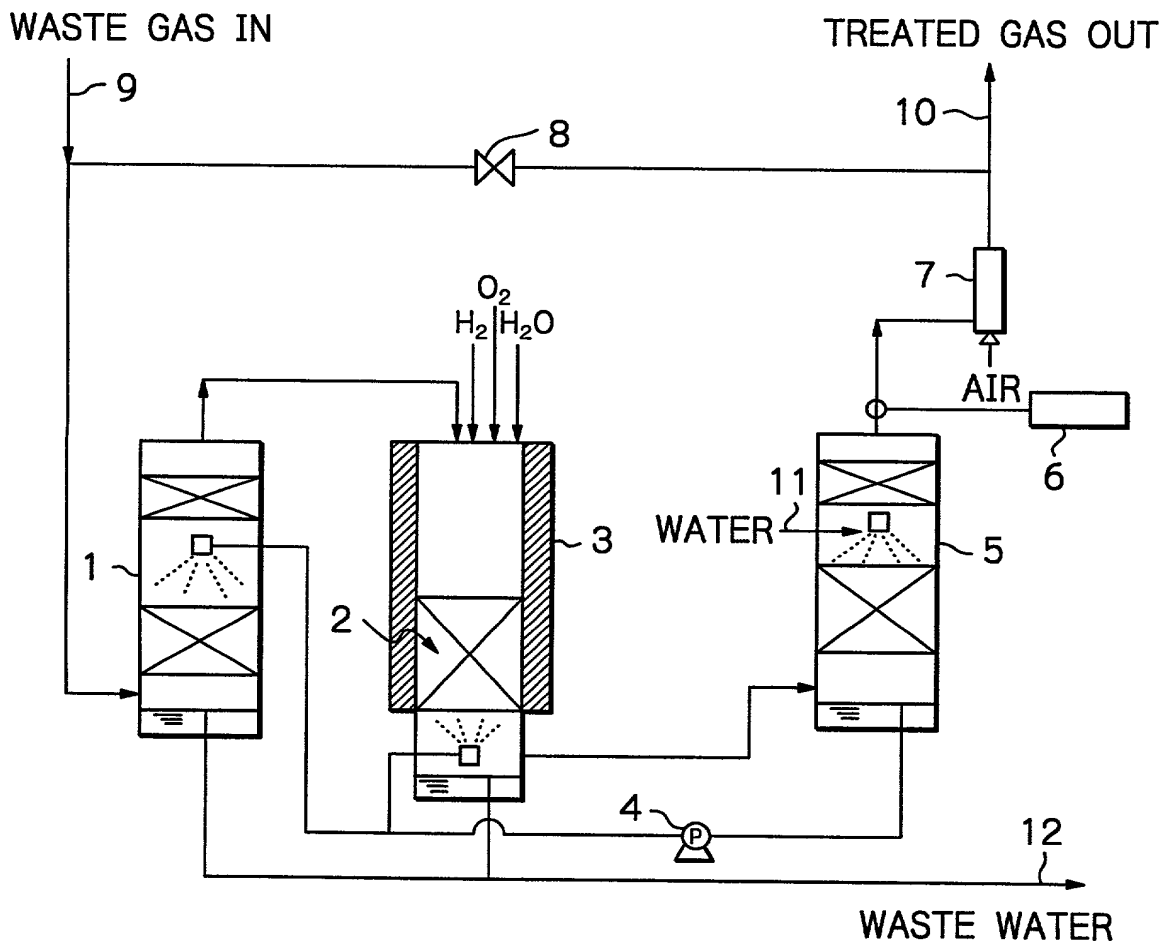 WASTE GAS IN
TREATED GAS OUT
9
10
8
7
O₂
H₂
H₂O
AIR
6
11
WATER
1
3
5
2
4
P
12
WASTE WATER